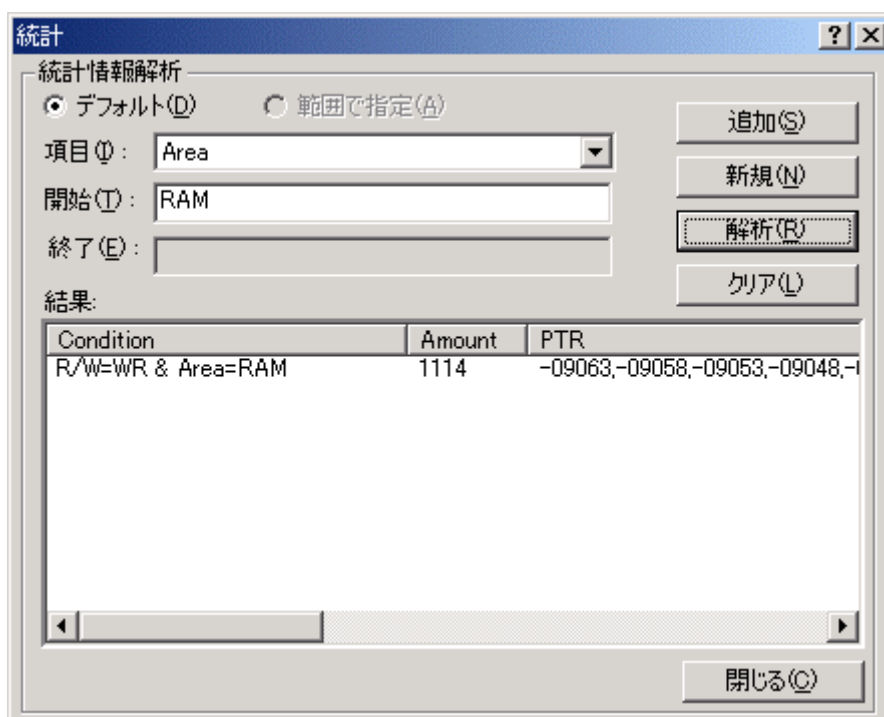 統計
統計情報解析
デフォルト(D) 範囲で指定(A)
追加(S)
項目(I): Area
新規(N)
開始(T): RAM
解析(R)
終了(E):
クリア(L)
結果:
Condition Amount PTR
R/W=WR & Area=RAM 1114 -09063,-09058,-09053,-09048,-
閉じる(C)